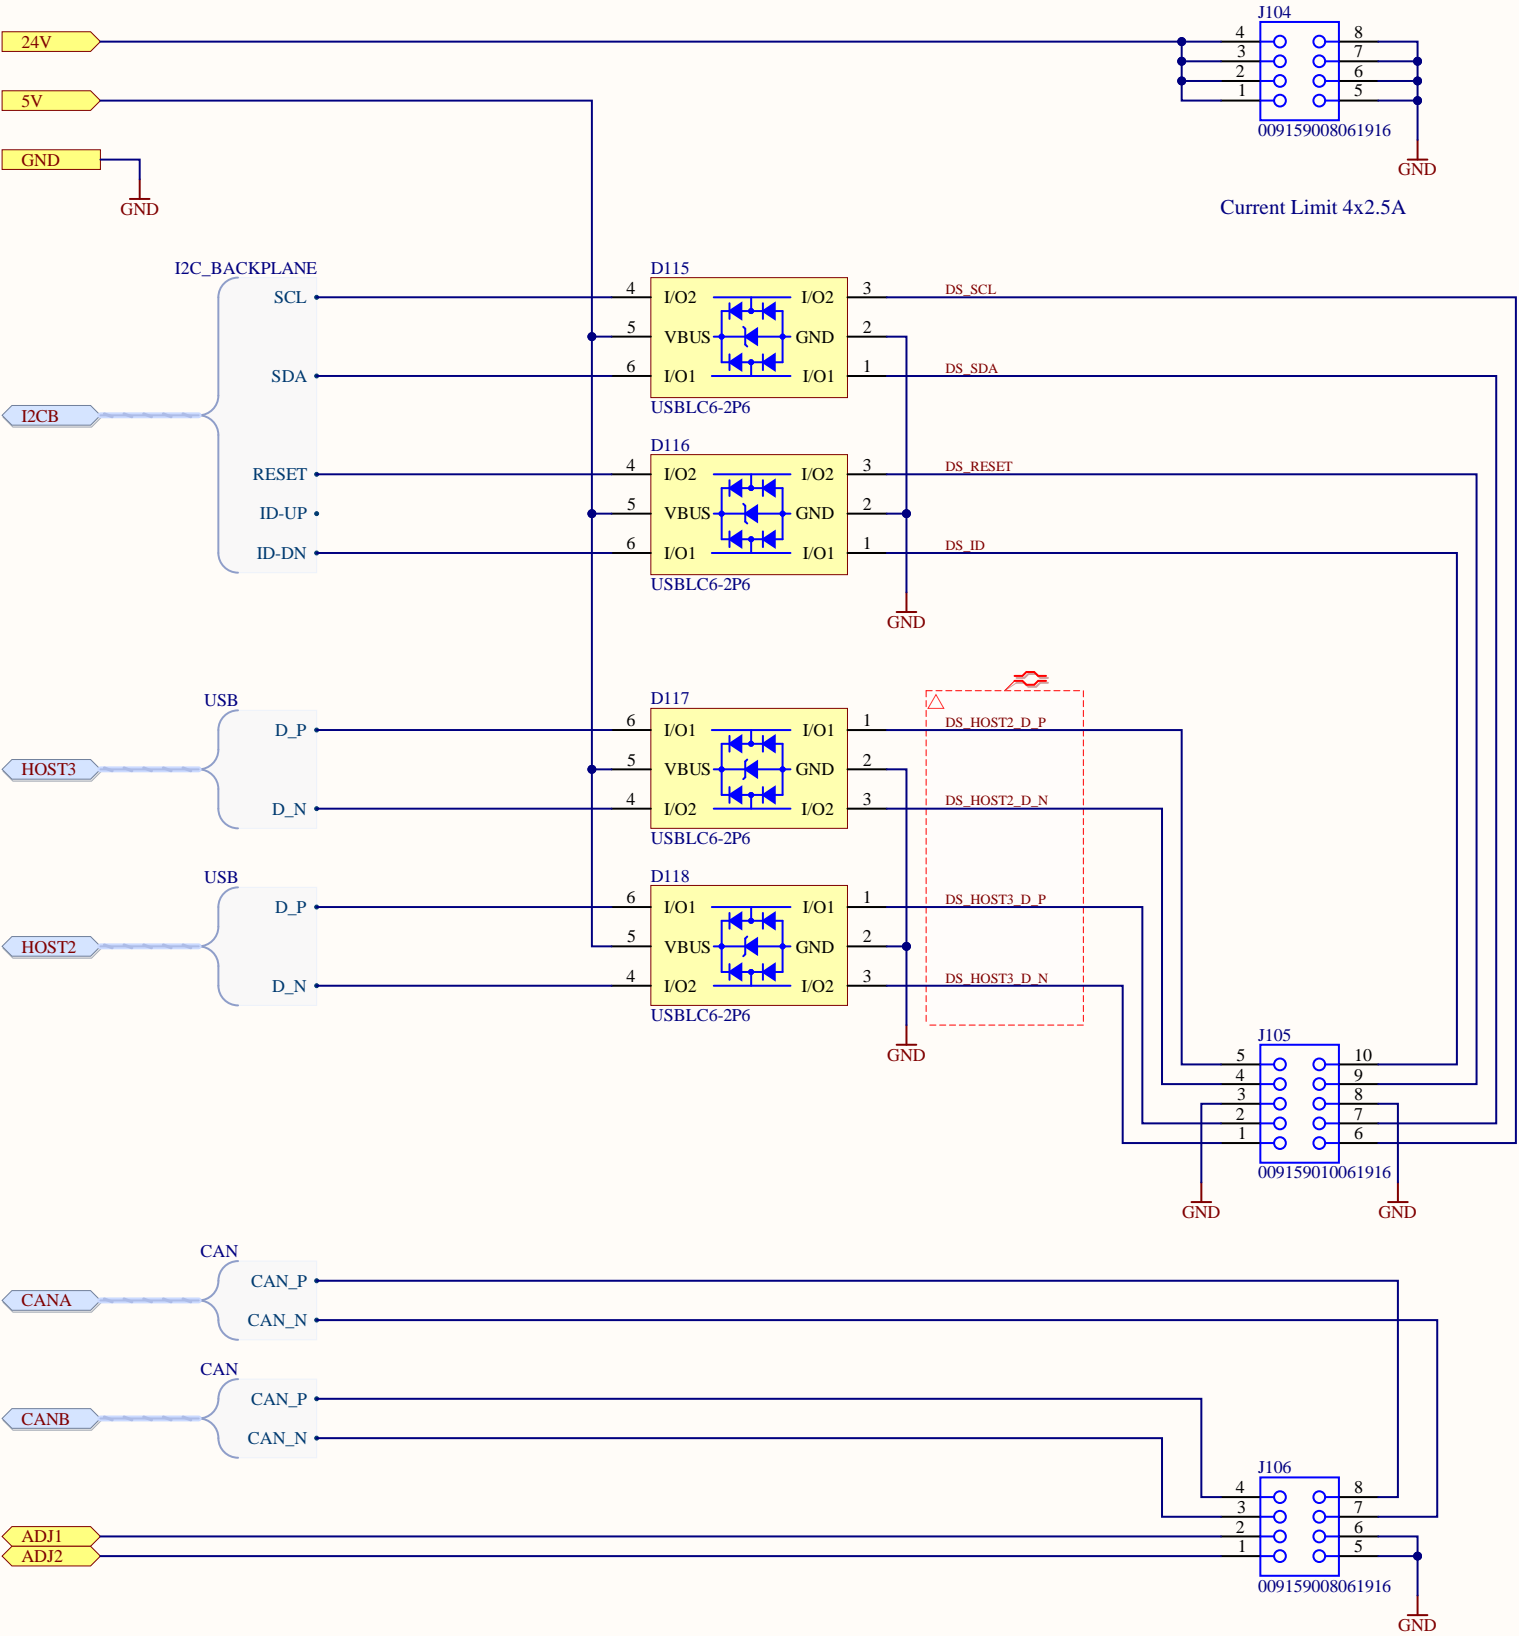 J104
24V
4 8
3 7
2 6
1 5
009159008061916
5V
GND
GND
GND
Current Limit 4x2.5A
I2C_BACKPLANE
D115
SCL
4 I/O2 I/O2 3
DS_SCL
5 VBUS GND 2
SDA
6 I/O1 I/O1 1
DS_SDA
USBLC6-2P6
I2CB
D116
RESET
4 I/O2 I/O2 3
DS_RESET
ID-UP
5 VBUS GND 2
ID-DN
6 I/O1 I/O1 1
DS_ID
USBLC6-2P6
GND
USB
D117
D_P
6 I/O1 I/O1 1
DS_HOST2_D_P
HOST3
5 VBUS GND 2
D_N
4 I/O2 I/O2 3
DS_HOST2_D_N
USBLC6-2P6
USB
D118
D_P
6 I/O1 I/O1 1
DS_HOST3_D_P
HOST2
5 VBUS GND 2
D_N
4 I/O2 I/O2 3
DS_HOST3_D_N
USBLC6-2P6
GND
J105
5 10
4 9
3 8
2 7
1 6
009159010061916
GND
GND
CAN
CAN_P
CANA
CAN_N
CAN
CAN_P
CANB
CAN_N
J106
4 8
3 7
2 6
1 5
009159008061916
ADJ1
ADJ2
GND